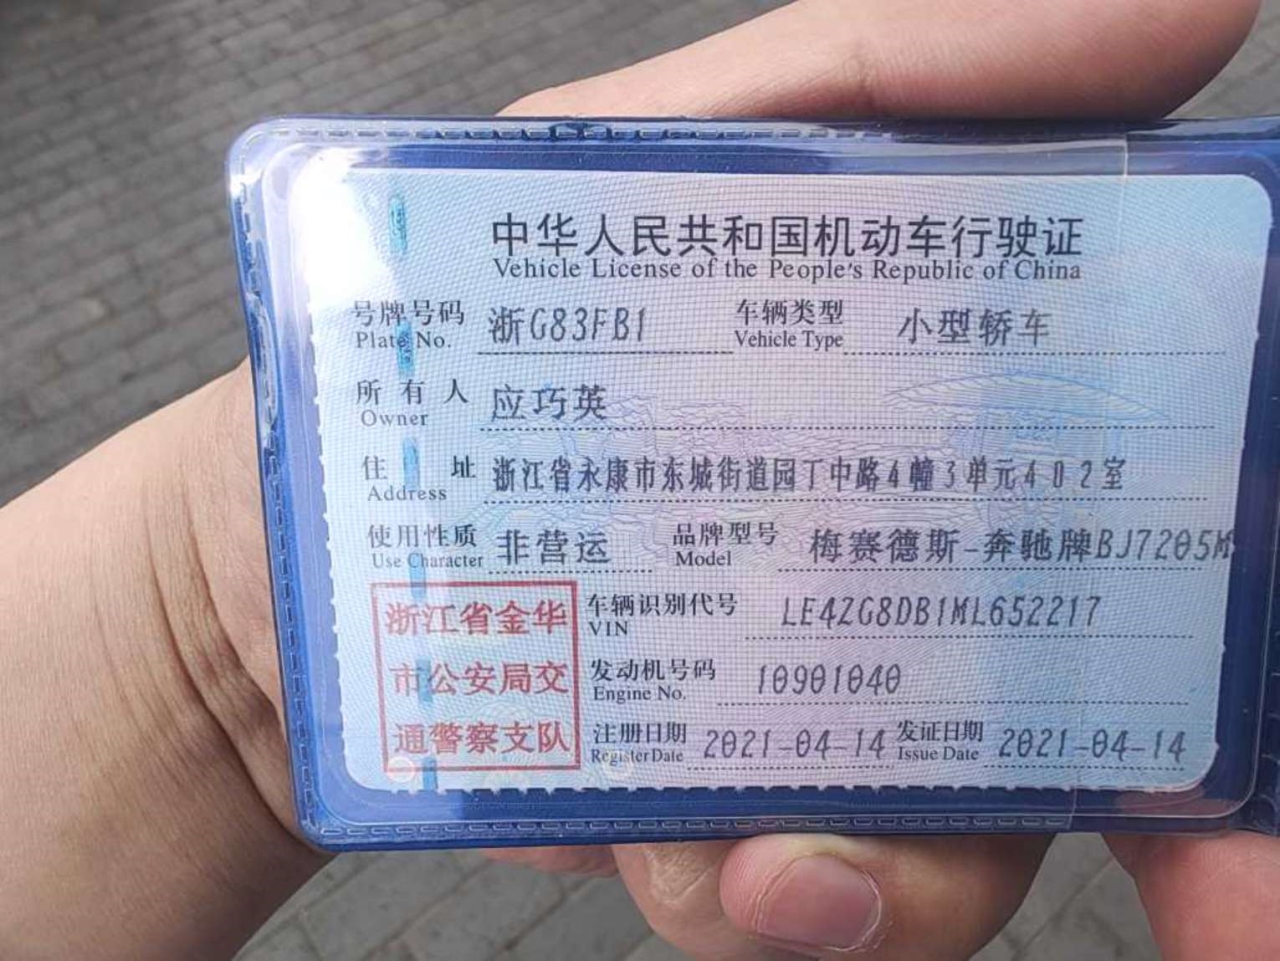 中华人民共和国机动车行驶证
Vehicle License of the People's Republic of China
号牌号码 浙G83FB1 车辆类型 小型轿车
Plate No. Vehicle Type
所有人 应巧英
Owner
住址 浙江省永康市东城街道园丁中路4幢3单元402室
Address
使用性质 非营运 品牌型号 梅赛德斯-奔驰牌BJ7205M
Use Character Model
浙江省金华
市公安局交
通警察支队
车辆识别代号 LE4ZG8DB1ML652217
VIN
发动机号码 10901040
Engine No.
注册日期 2021-04-14 发证日期 2021-04-14
Register Date Issue Date